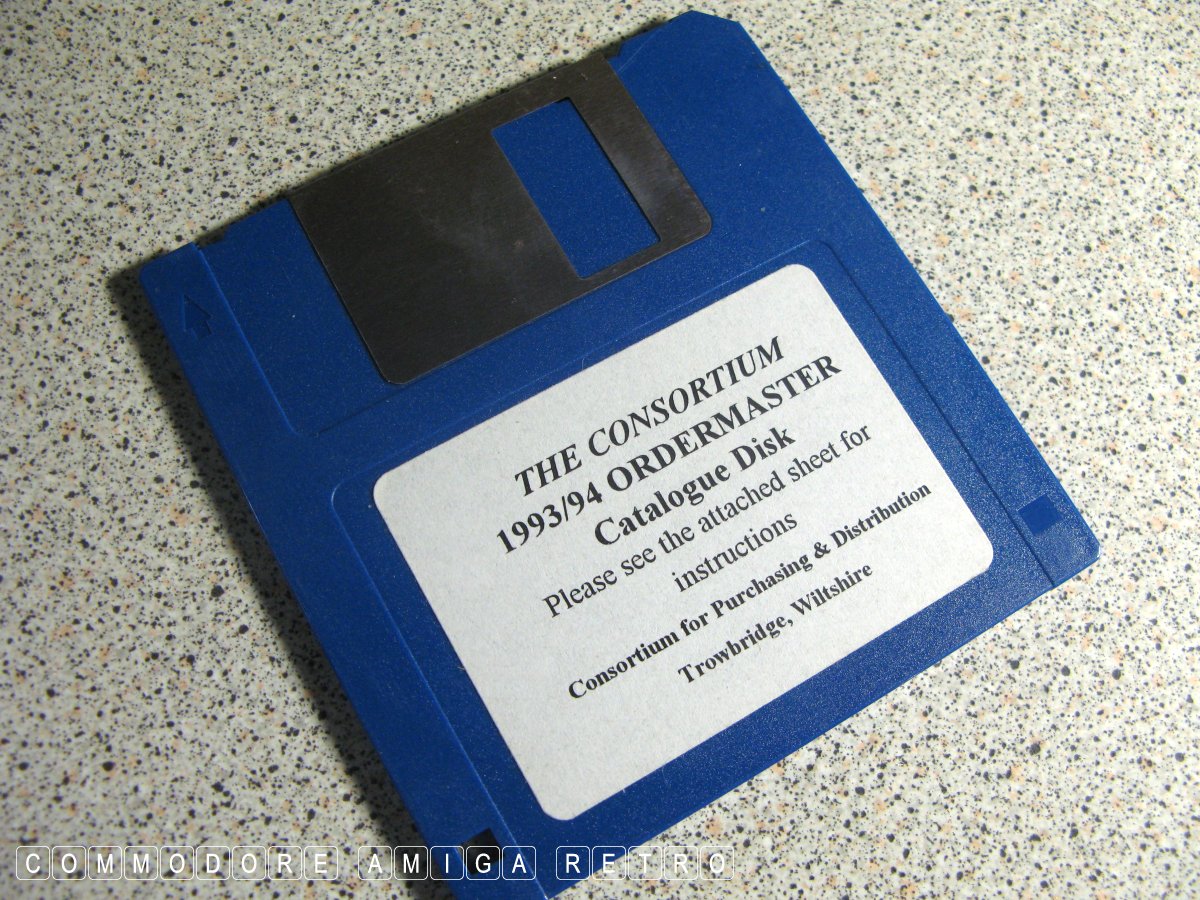 THE CONSORTIUM
1993/94 ORDERMASTER
Catalogue Disk
Please see the attached sheet for
instructions
Consortium for Purchasing & Distribution
Trowbridge, Wiltshire
COMMODORE AMIGA RETRO